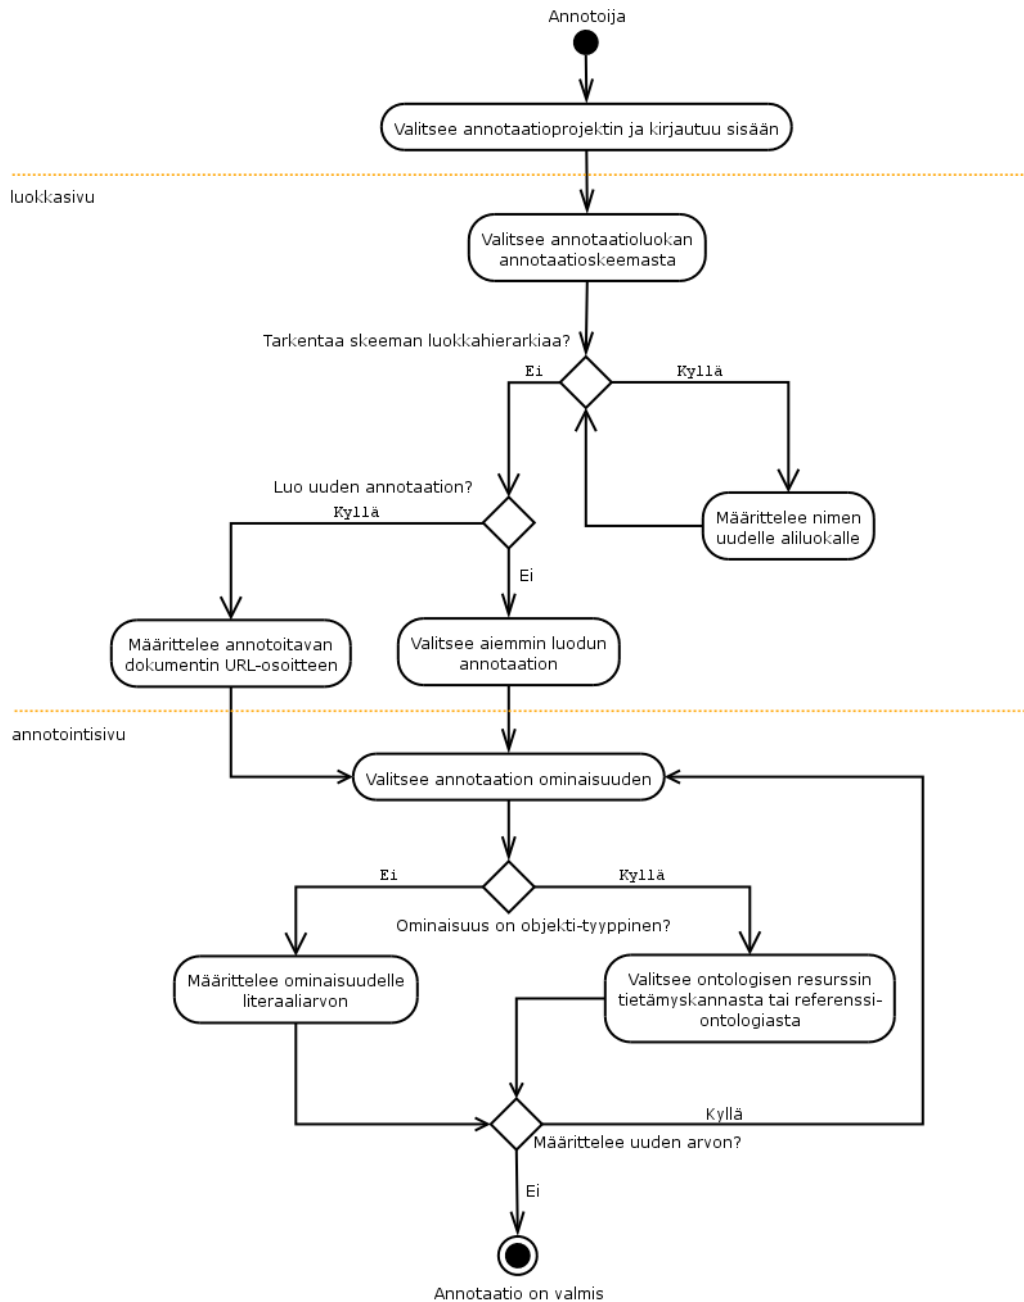 Annotoija
Valitsee annotaatioprojektin ja kirjautuu sisään
luokkasivu
Valitsee annotaatioluokan
annotaatioskeemasta
Tarkentaa skeeman luokkahierarkiaa?
Ei
Kyllä
Luo uuden annotaation?
Kyllä
Määrittelee nimen
uudelle aliluokalle
Ei
Määrittelee annotoitavan
dokumentin URL-osoitteen
Valitsee aiemmin luodun
annotaation
annotointisivu
Valitsee annotaation ominaisuuden
Ei
Kyllä
Ominaisuus on objekti-tyyppinen?
Määrittelee ominaisuudelle
literaaliarvon
Valitsee ontologisen resurssin
tietämyskannasta tai referenssi-
ontologiasta
Kyllä
Määrittelee uuden arvon?
Ei
Annotaatio on valmis